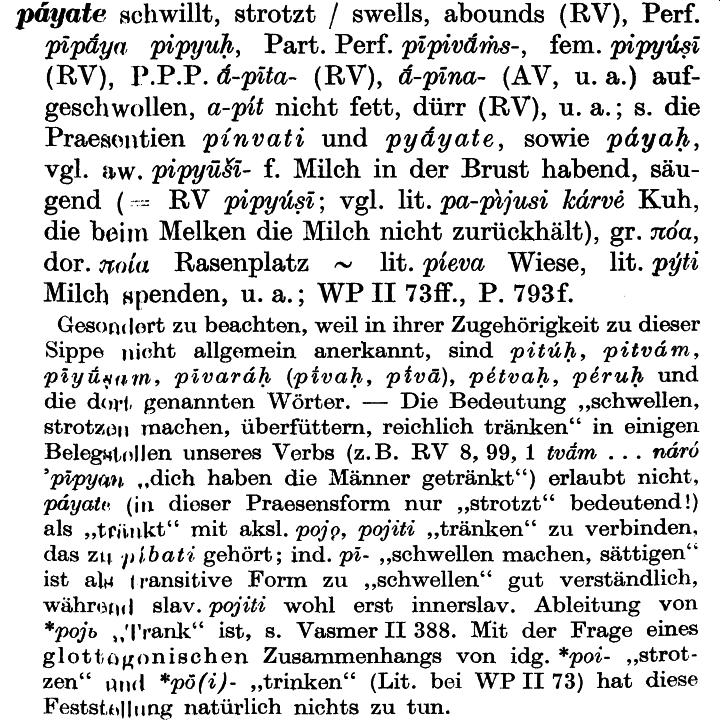 páyate schwillt, strotzt / swells, abounds (RV), Perf.
pīpā́ya pipyuḥ, Part. Perf. pīpivā́ṁs-, fem. pipyúṣī
(RV), P.P.P. ā́-pīta- (RV), ā́-pīna- (AV, u. a.) auf-
geschwollen, a-pít nicht fett, dürr (RV), u. a.; s. die
Praesentien pínvati und pyā́yate, sowie páyaḥ,
vgl. aw. pipyūšī- f. Milch in der Brust habend, säu-
gend (= RV pipyúṣī; vgl. lit. pa-pìjusi kárvė Kuh,
die beim Melken die Milch nicht zurückhält), gr. πόα,
dor. ποία Rasenplatz ~ lit. píeva Wiese, lit. pýti
Milch spenden, u. a.; WP II 73ff., P. 793f.
Gesondert zu beachten, weil in ihrer Zugehörigkeit zu dieser
Sippe nicht allgemein anerkannt, sind pitúḥ, pitvám,
pīyū́ṣam, pīvaráḥ (pī́vaḥ, pī́vā), pétvaḥ, péruḥ und
die dort genannten Wörter. — Die Bedeutung „schwellen,
strotzen machen, überfüttern, reichlich tränken“ in einigen
Belegstellen unseres Verbs (z.B. RV 8, 99, 1 tvā́m ... náró
’pīpyan „dich haben die Männer getränkt“) erlaubt nicht,
páyate (in dieser Praesensform nur „strotzt“ bedeutend!)
als „tränkt“ mit aksl. pojǫ, pojiti „tränken“ zu verbinden,
das zu píbati gehört; ind. pī- „schwellen machen, sättigen“
ist als transitive Form zu „schwellen“ gut verständlich,
während slav. pojiti wohl erst innerslav. Ableitung von
*pojь „Trank“ ist, s. Vasmer II 388. Mit der Frage eines
glottogonischen Zusammenhangs von idg. *poi- „strot-
zen“ und *pō(i)- „trinken“ (Lit. bei WP II 73) hat diese
Feststellung natürlich nichts zu tun.